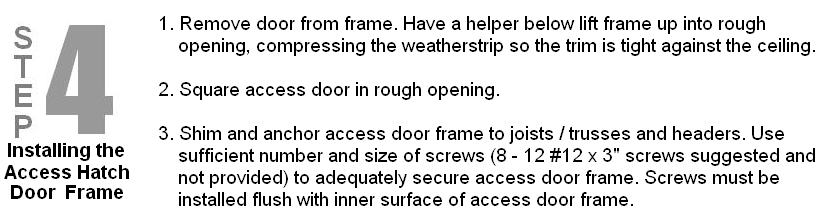 STEP 4
Installing the
Access Hatch
Door Frame
1. Remove door from frame. Have a helper below lift frame up into rough
opening, compressing the weatherstrip so the trim is tight against the ceiling.
2. Square access door in rough opening.
3. Shim and anchor access door frame to joists / trusses and headers. Use
sufficient number and size of screws (8 - 12 #12 x 3" screws suggested and
not provided) to adequately secure access door frame. Screws must be
installed flush with inner surface of access door frame.